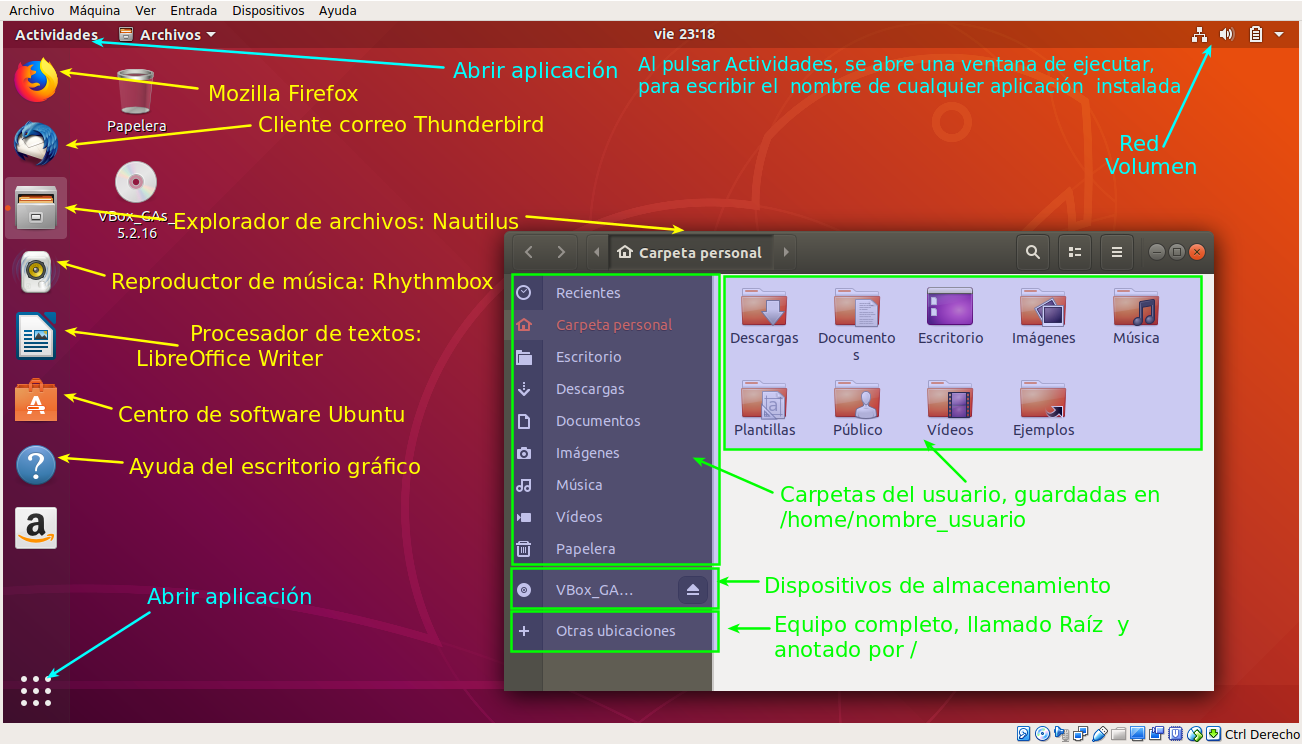 Archivo Máquina Ver Entrada Dispositivos Ayuda
Actividades Archivos vie 23:18
Abrir aplicación
Al pulsar Actividades, se abre una ventana de ejecutar,
para escribir el nombre de cualquier aplicación instalada
Mozilla Firefox
Papelera
Cliente correo Thunderbird
Red
Volumen
VBox_GAs_
5.2.16
Explorador de archivos: Nautilus
Carpeta personal
Reproductor de música: Rhythmbox
Procesador de textos:
LibreOffice Writer
Centro de software Ubuntu
Ayuda del escritorio gráfico
a
Abrir aplicación
Recientes
Carpeta personal
Escritorio
Descargas
Documentos
Imágenes
Música
Vídeos
Papelera
VBox_GA...
Otras ubicaciones
Descargas
Documento
s
Escritorio
Imágenes
Música
Plantillas
Público
Vídeos
Ejemplos
Carpetas del usuario, guardadas en
/home/nombre_usuario
Dispositivos de almacenamiento
Equipo completo, llamado Raíz y
anotado por /
Ctrl Derecho